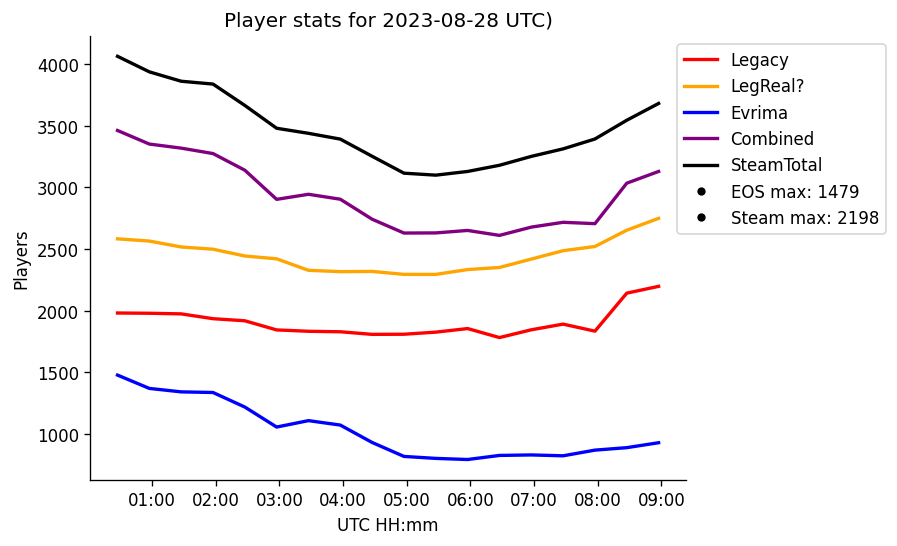 Player stats for 2023-08-28 UTC)
Legacy
LegReal?
Evrima
Combined
SteamTotal
EOS max: 1479
Steam max: 2198
Players
4000
3500
3000
2500
2000
1500
1000
01:00 02:00 03:00 04:00 05:00 06:00 07:00 08:00 09:00
UTC HH:mm